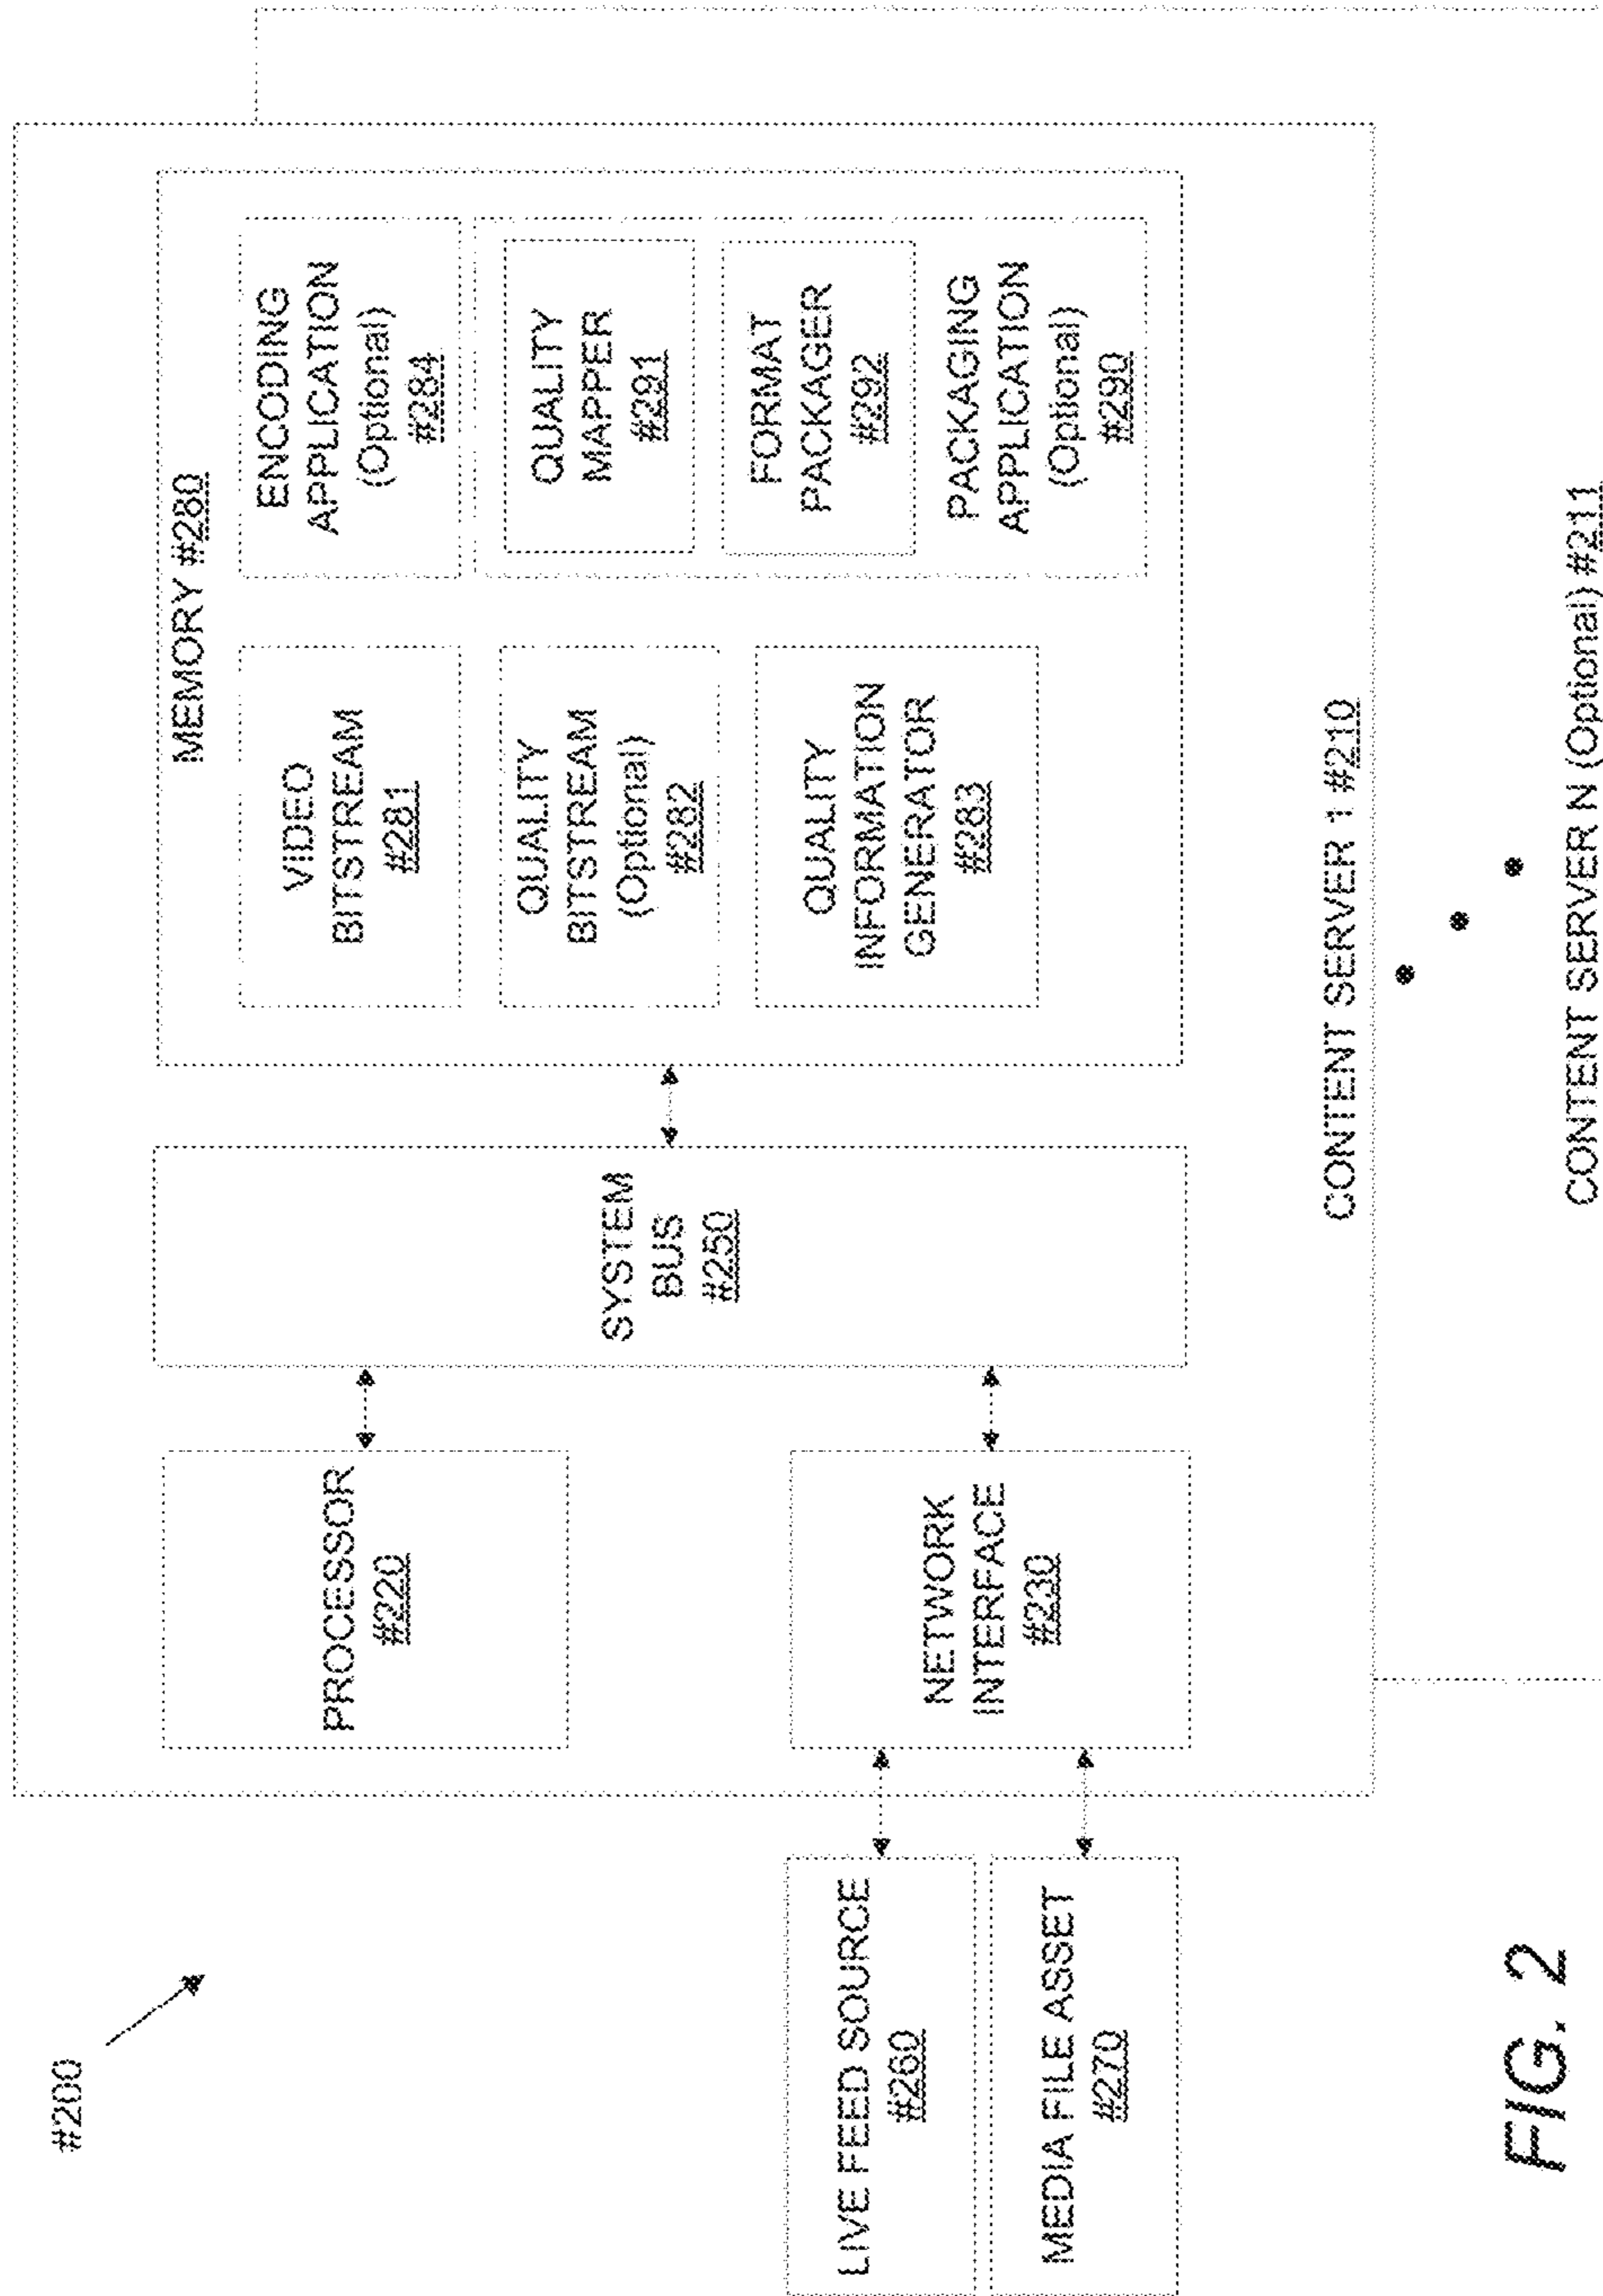 #200
MEMORY #280
VIDEO
BITSTREAM
#281
ENCODING
APPLICATION
(Optional)
#284
QUALITY
BITSTREAM
(Optional)
#282
QUALITY
MAPPER
#291
QUALITY
INFORMATION
GENERATOR
#283
FORMAT
PACKAGER
#292
PACKAGING
APPLICATION
(Optional)
#290
PROCESSOR
#220
SYSTEM
BUS
#250
NETWORK
INTERFACE
#230
LIVE FEED SOURCE
#260
MEDIA FILE ASSET
#270
CONTENT SERVER 1 #210
CONTENT SERVER N (Optional) #211
FIG. 2